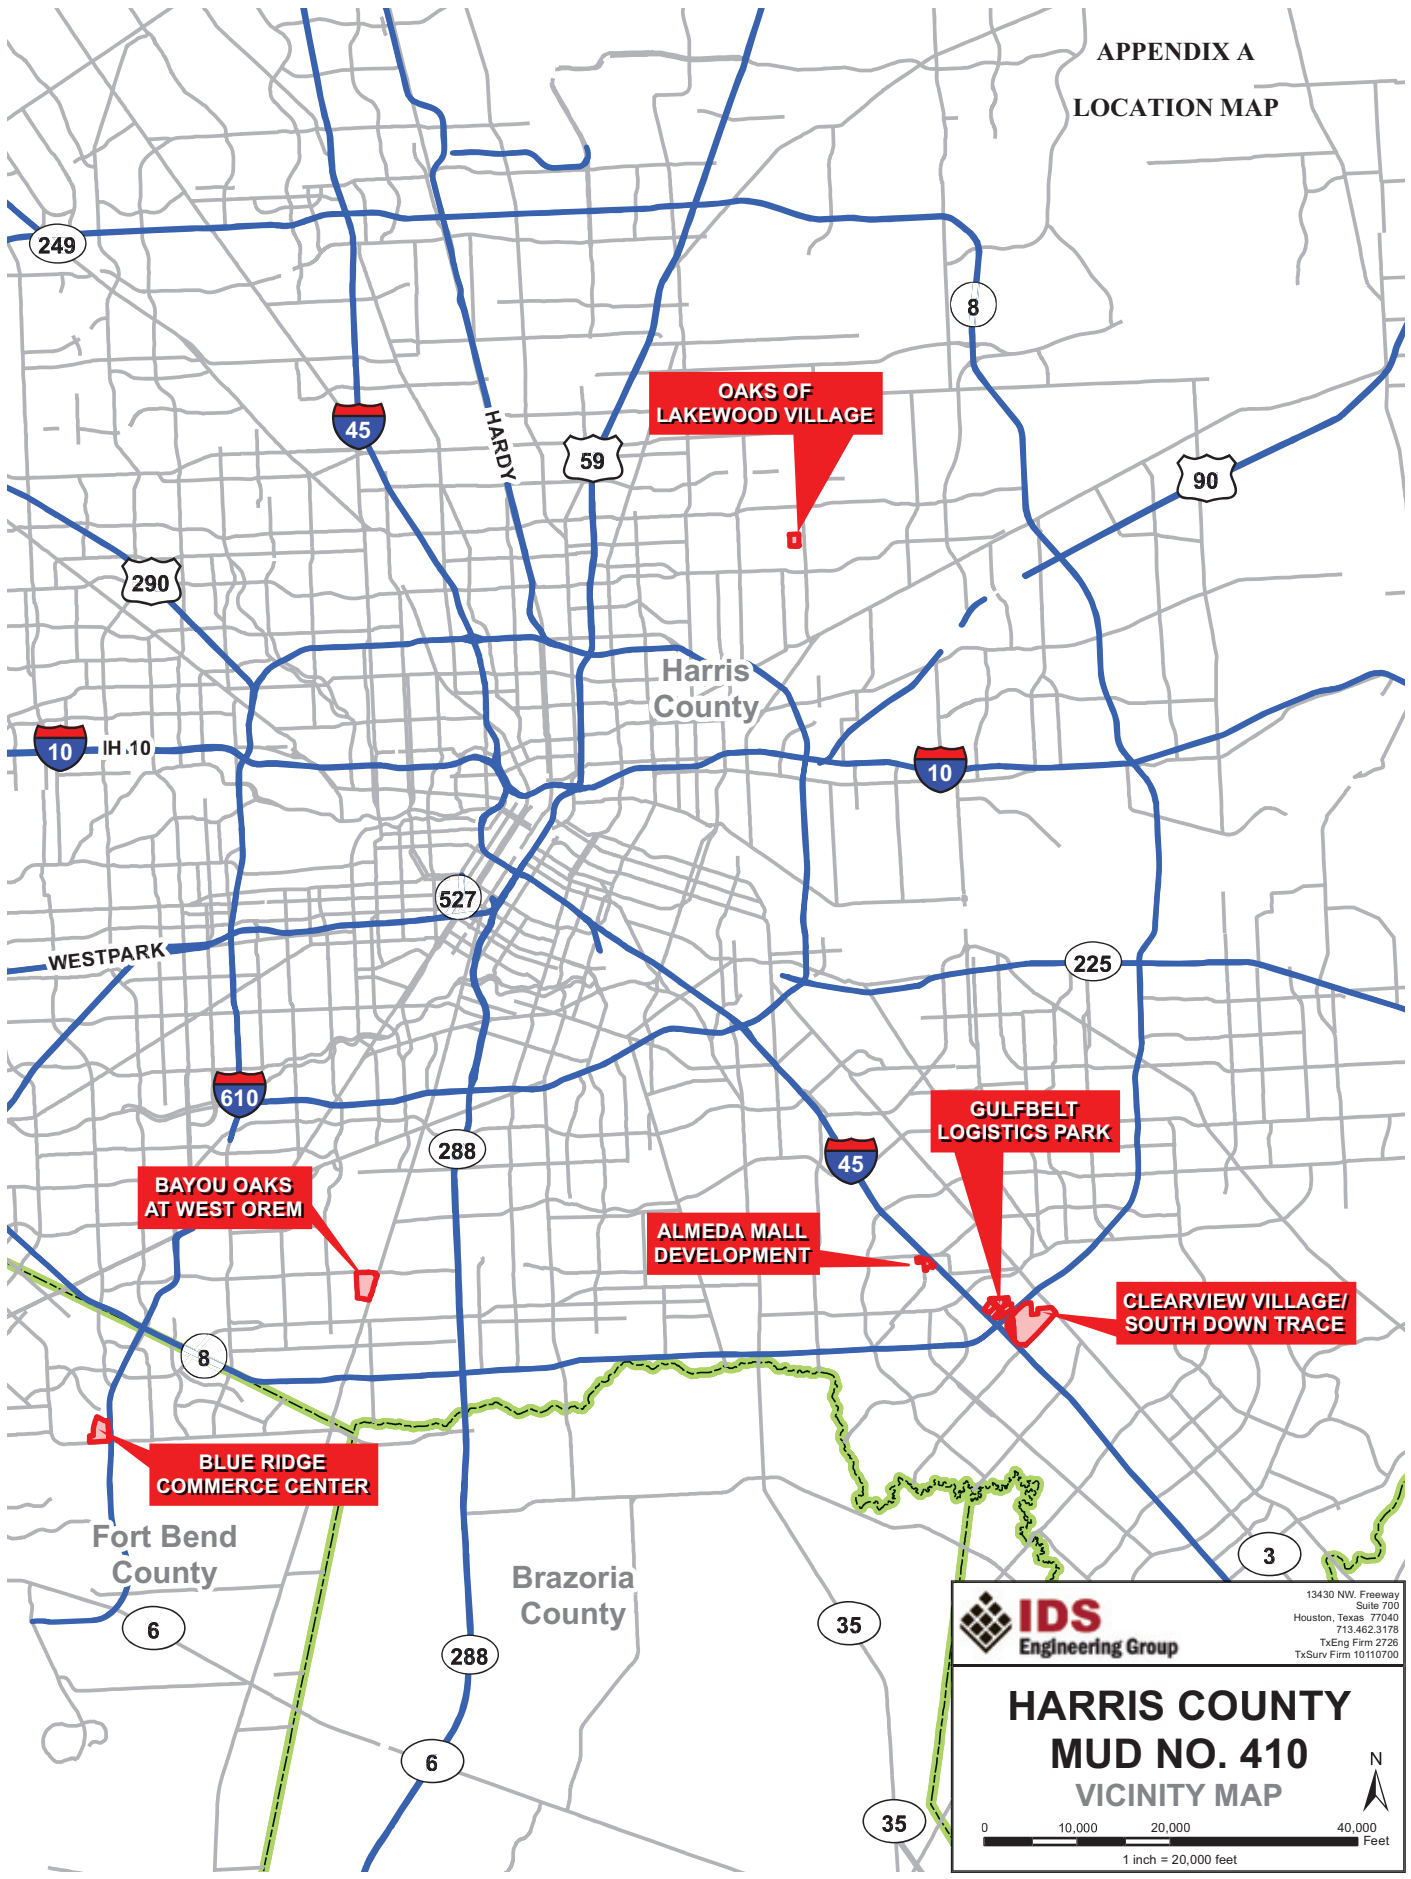 APPENDIX A
LOCATION MAP
249
8
OAKS OF
LAKEWOOD VILLAGE
45
HARDY
59
90
290
Harris
County
10
IH 10
10
527
WESTPARK
225
610
288
GULFBELT
LOGISTICS PARK
45
BAYOU OAKS
AT WEST OREM
ALMEDA MALL
DEVELOPMENT
CLEARVIEW VILLAGE/
SOUTH DOWN TRACE
8
BLUE RIDGE
COMMERCE CENTER
Fort Bend
County
6
Brazoria
County
288
35
3
6
35
IDS
Engineering Group
13430 NW. Freeway
Suite 700
Houston, Texas 77040
713.462.3178
TxEng Firm 2726
TxSurv Firm 10110700
HARRIS COUNTY
MUD NO. 410
VICINITY MAP
N
0 10,000 20,000 40,000
Feet
1 inch = 20,000 feet